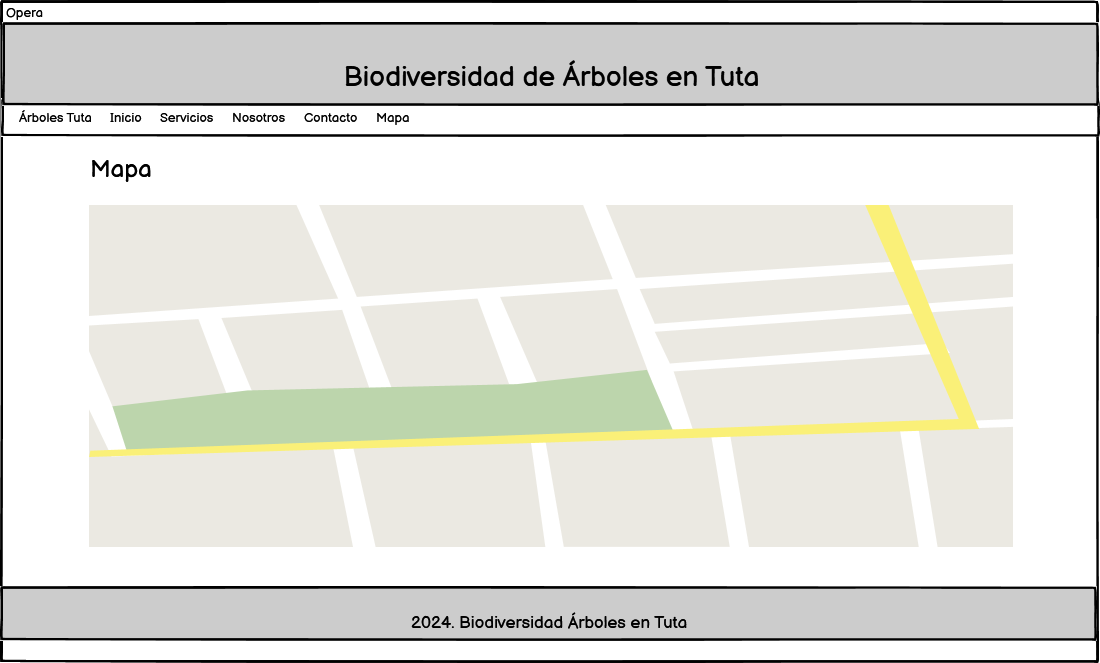 Opera
Biodiversidad de Árboles en Tuta
Árboles Tuta Inicio Servicios Nosotros Contacto Mapa
Mapa
2024. Biodiversidad Árboles en Tuta